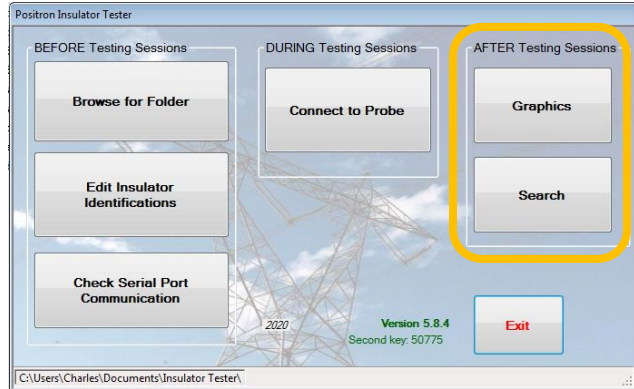 Positron Insulator Tester
BEFORE Testing Sessions
Browse for Folder
Edit Insulator
Identifications
Check Serial Port
Communication
DURING Testing Sessions
Connect to Probe
AFTER Testing Sessions
Graphics
Search
2020
Version 5.8.4
Second key: 50775
Exit
C:\Users\Charles\Documents\Insulator Tester\